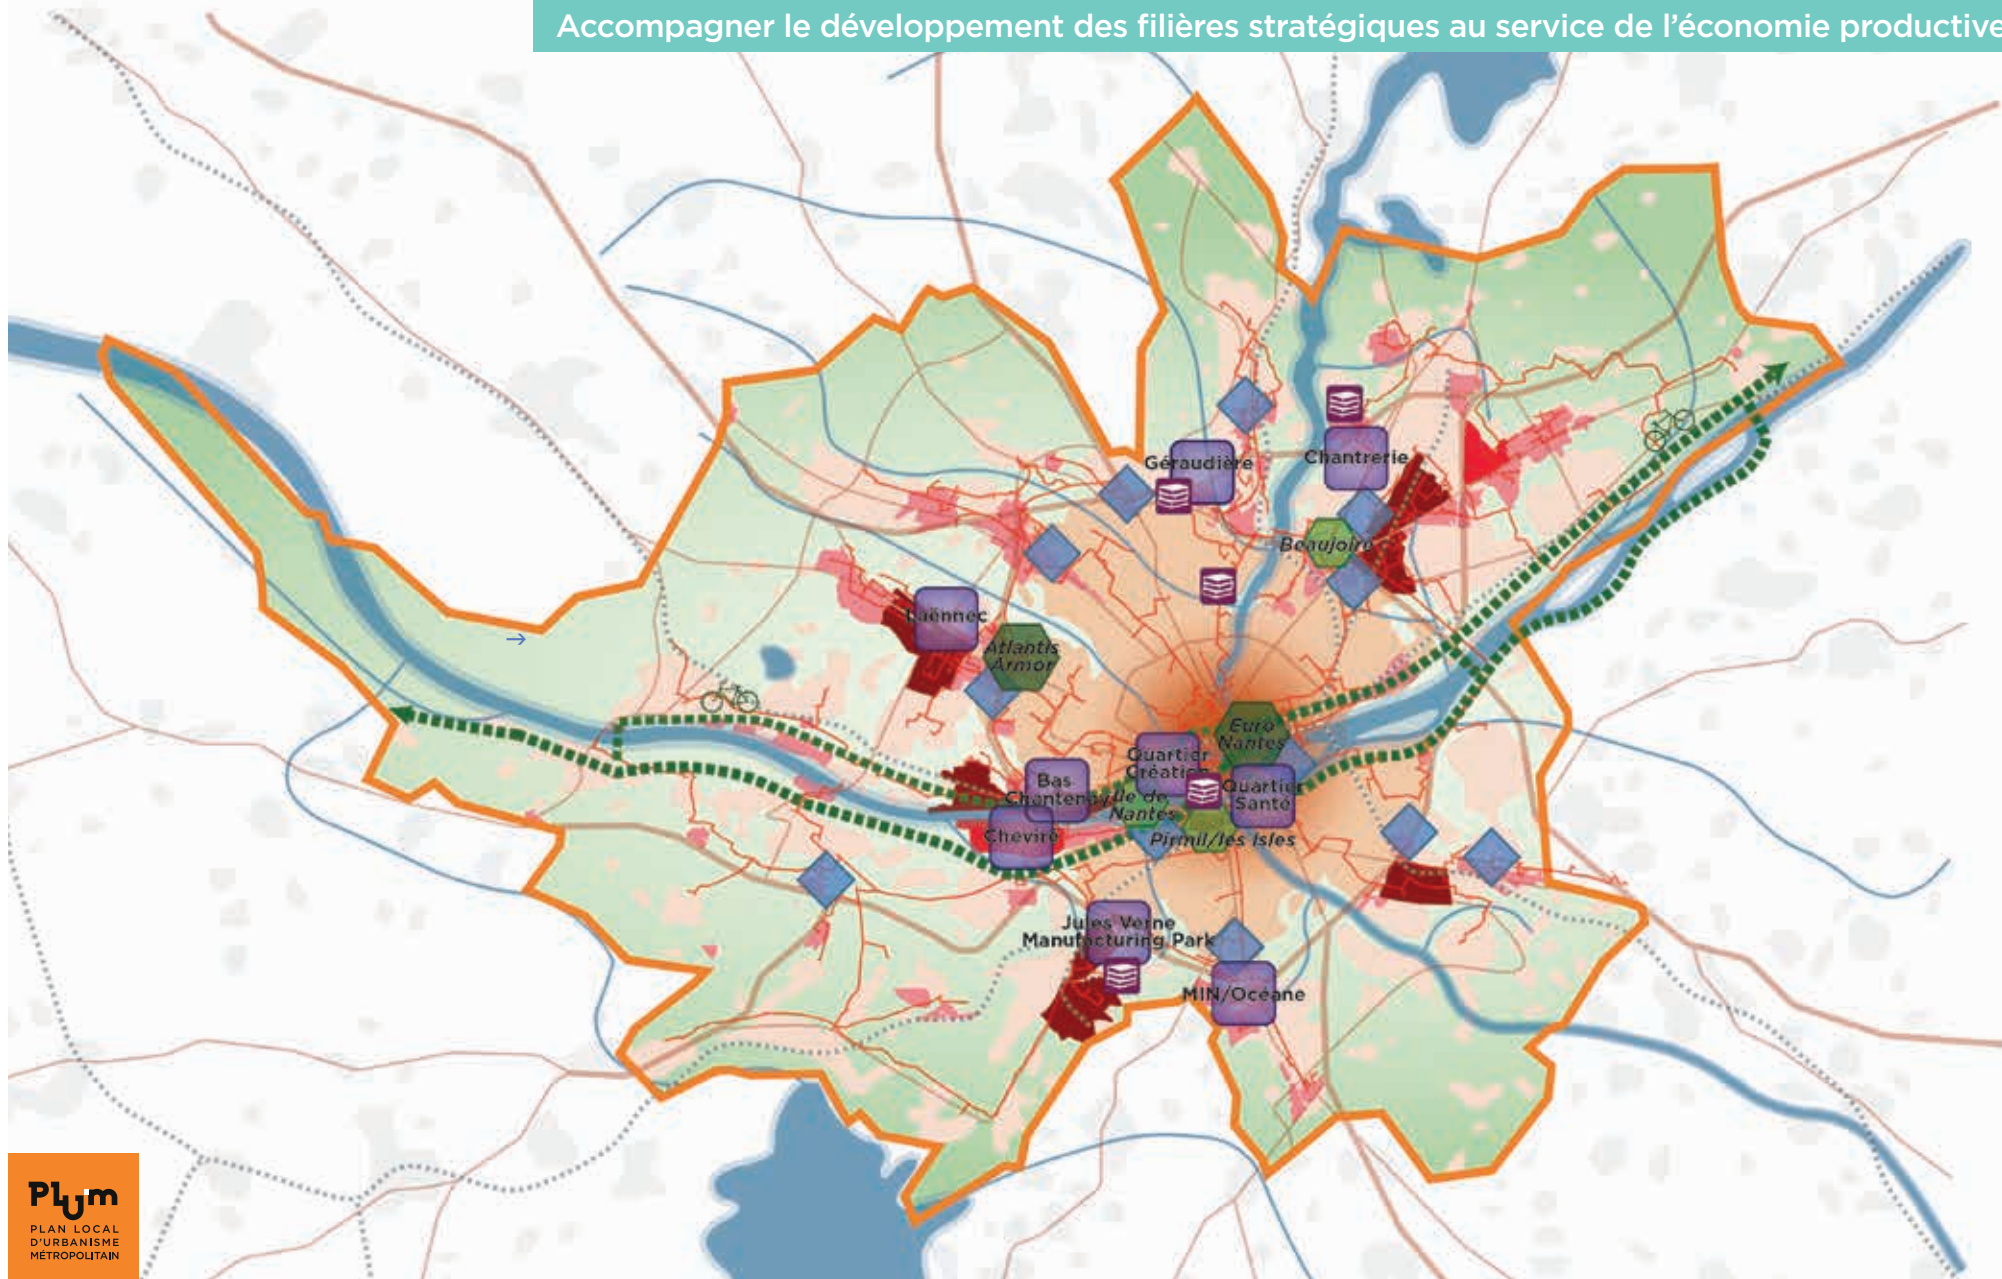 Accompagner le développement des filières stratégiques au service de l'économie productive
Géraudière
Chantrerie
Beaujoire
Laënnec
Atlantis
Armor
Euro
Nantes
Quartier
Création
Bas
Chantenay
Ile de
Nantes
Quartier
Santé
Cheviré
Pirmil/les Isles
Jules Verne
Manufacturing Park
MIN/Océane
PLUm
PLAN LOCAL
D'URBANISME
MÉTROPOLITAIN